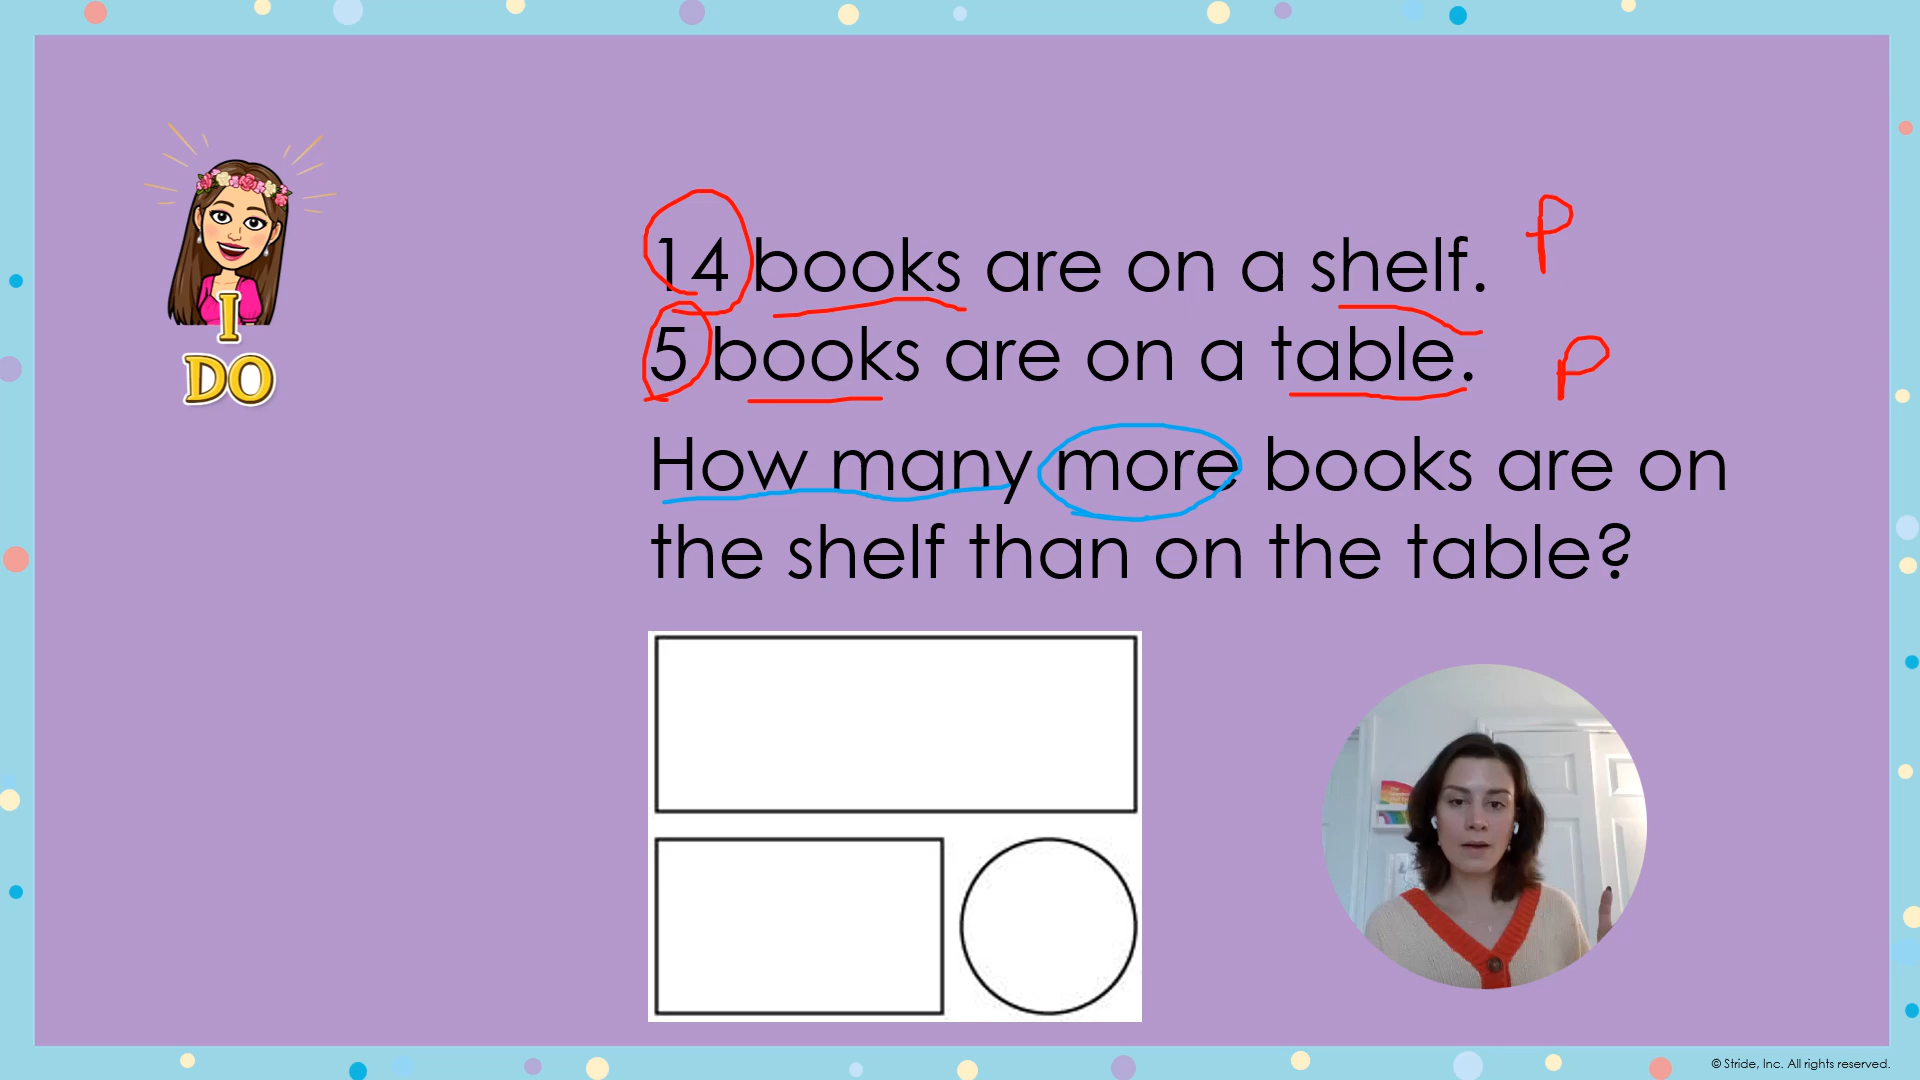 14 books are on a shelf. P
5 books are on a table. P
How many more books are on
the shelf than on the table?
I
DO
© Stride, Inc. All rights reserved.